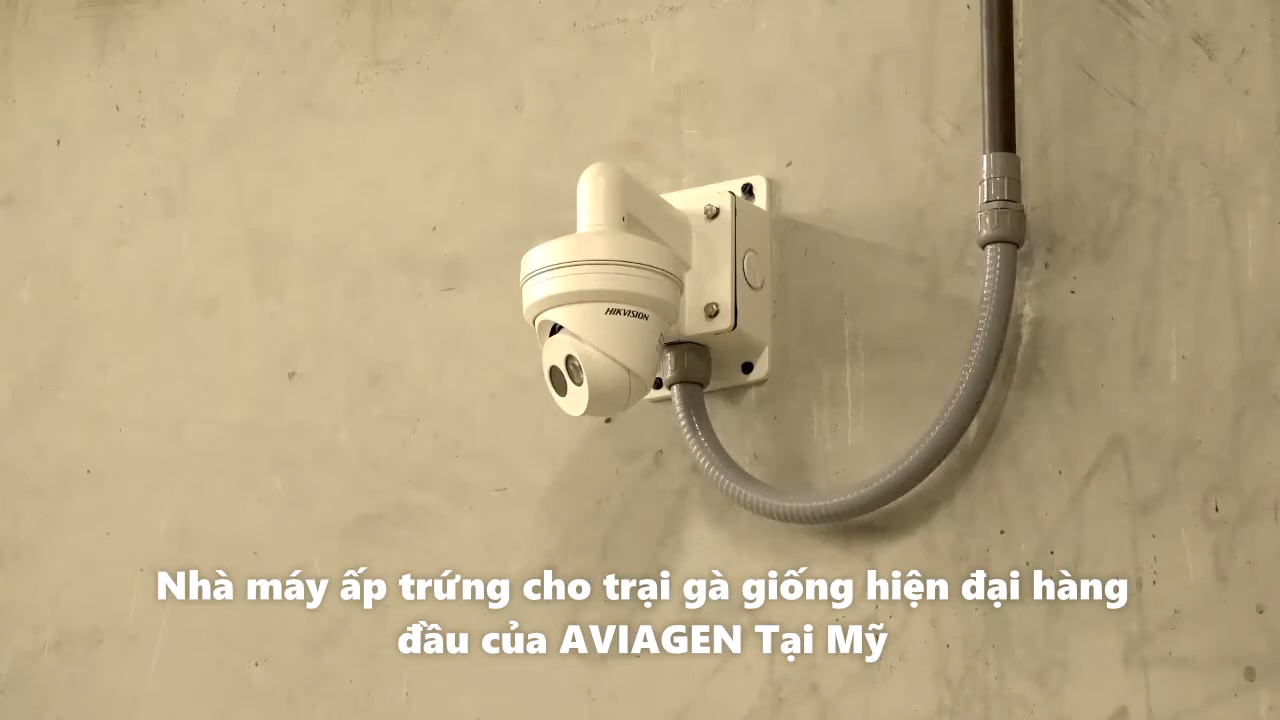 HIKVISION
Nhà máy ấp trứng cho trại gà giống hiện đại hàng
đầu của AVIAGEN Tại Mỹ